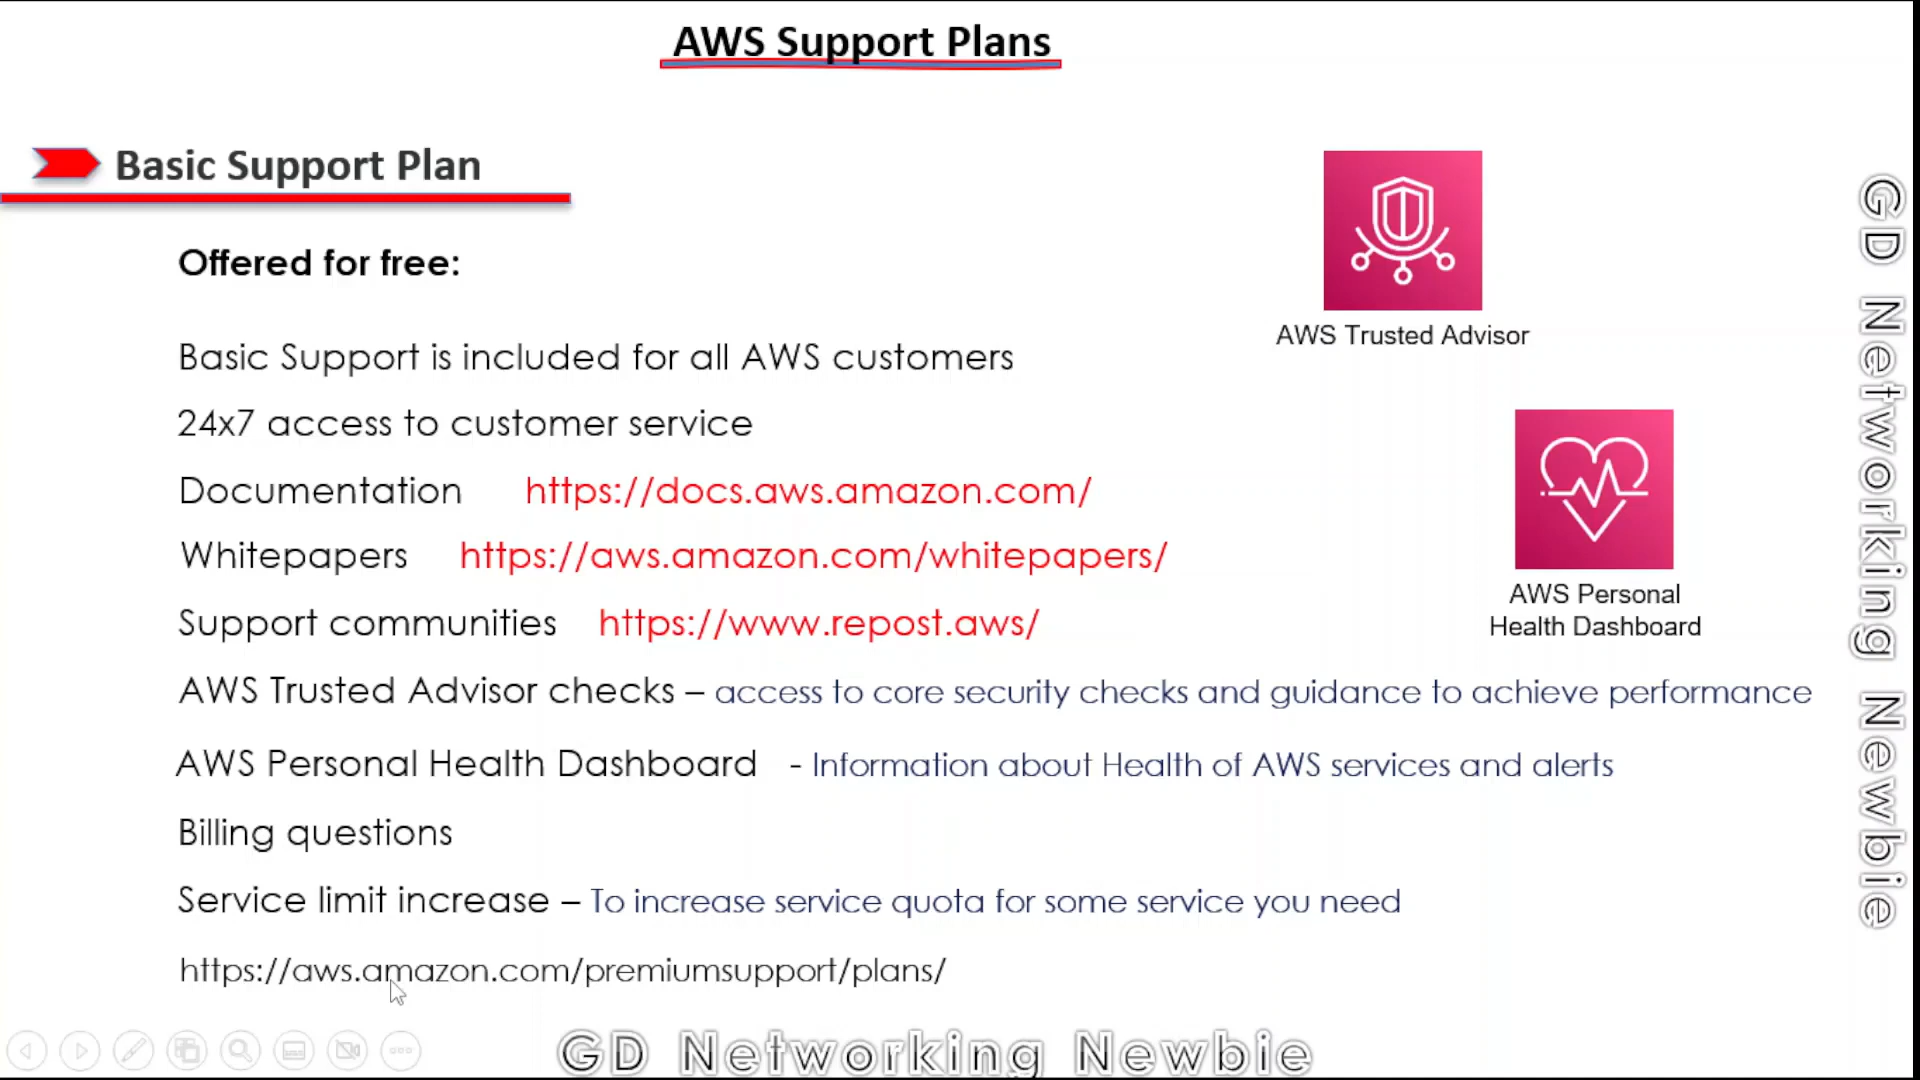 AWS Support Plans
Basic Support Plan
Offered for free:
Basic Support is included for all AWS customers
24x7 access to customer service
Documentation https://docs.aws.amazon.com/
Whitepapers https://aws.amazon.com/whitepapers/
Support communities https://www.repost.aws/
AWS Trusted Advisor checks – access to core security checks and guidance to achieve performance
AWS Personal Health Dashboard - Information about Health of AWS services and alerts
Billing questions
Service limit increase – To increase service quota for some service you need
https://aws.amazon.com/premiumsupport/plans/
AWS Trusted Advisor
AWS Personal
Health Dashboard
GD Networking Newbie
GD Networking Newbie